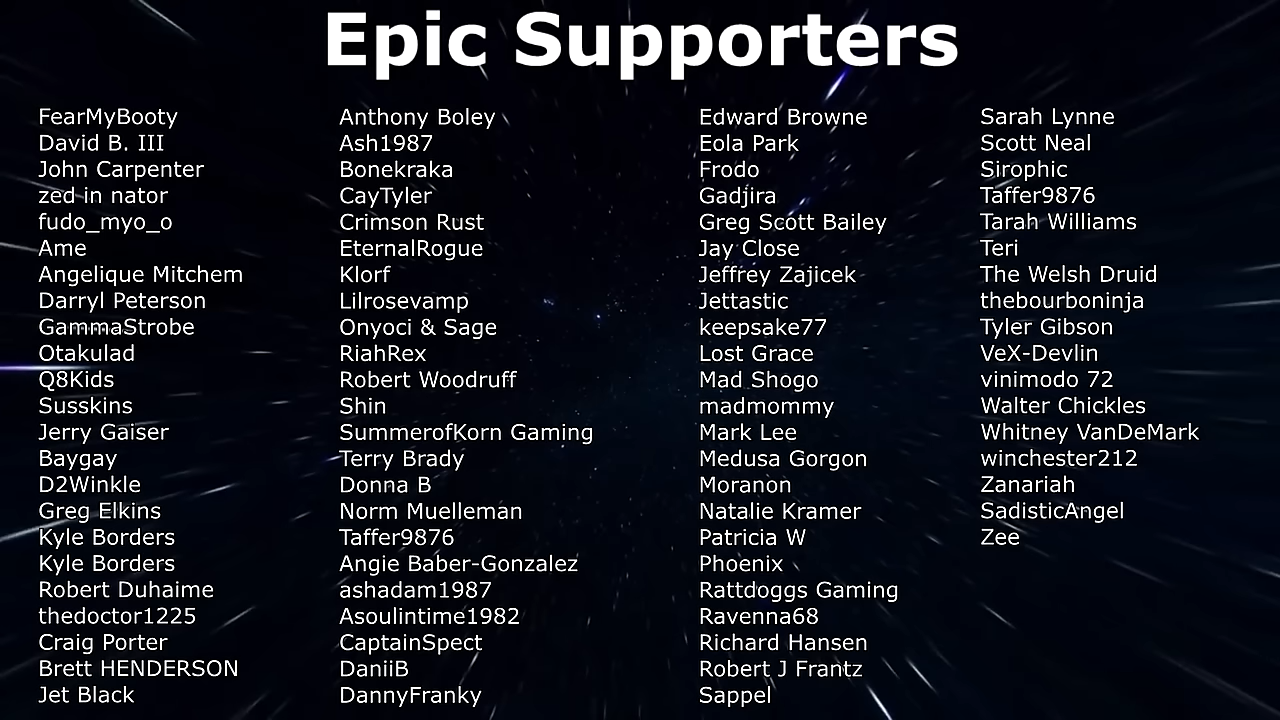 Epic Supporters
FearMyBooty
David B. III
John Carpenter
zed in nator
fudo_myo_o
Ame
Angelique Mitchem
Darryl Peterson
GammaStrobe
Otakulad
Q8Kids
Susskins
Jerry Gaiser
Baygay
D2Winkle
Greg Elkins
Kyle Borders
Kyle Borders
Robert Duhaime
thedoctor1225
Craig Porter
Brett HENDERSON
Jet Black
Anthony Boley
Ash1987
Bonekraka
CayTyler
Crimson Rust
EternalRogue
Klorf
Lilrosevamp
Onyoci & Sage
RiahRex
Robert Woodruff
Shin
SummerofKorn Gaming
Terry Brady
Donna B
Norm Muelleman
Taffer9876
Angie Baber-Gonzalez
ashadam1987
Asoulintime1982
CaptainSpect
DaniiB
DannyFranky
Edward Browne
Eola Park
Frodo
Gadjira
Greg Scott Bailey
Jay Close
Jeffrey Zajicek
Jettastic
keepsake77
Lost Grace
Mad Shogo
madmommy
Mark Lee
Medusa Gorgon
Moranon
Natalie Kramer
Patricia W
Phoenix
Rattdoggs Gaming
Ravenna68
Richard Hansen
Robert J Frantz
Sappel
Sarah Lynne
Scott Neal
Sirophic
Taffer9876
Tarah Williams
Teri
The Welsh Druid
thebourboninja
Tyler Gibson
VeX-Devlin
vinimodo 72
Walter Chickles
Whitney VanDeMark
winchester212
Zanariah
SadisticAngel
Zee